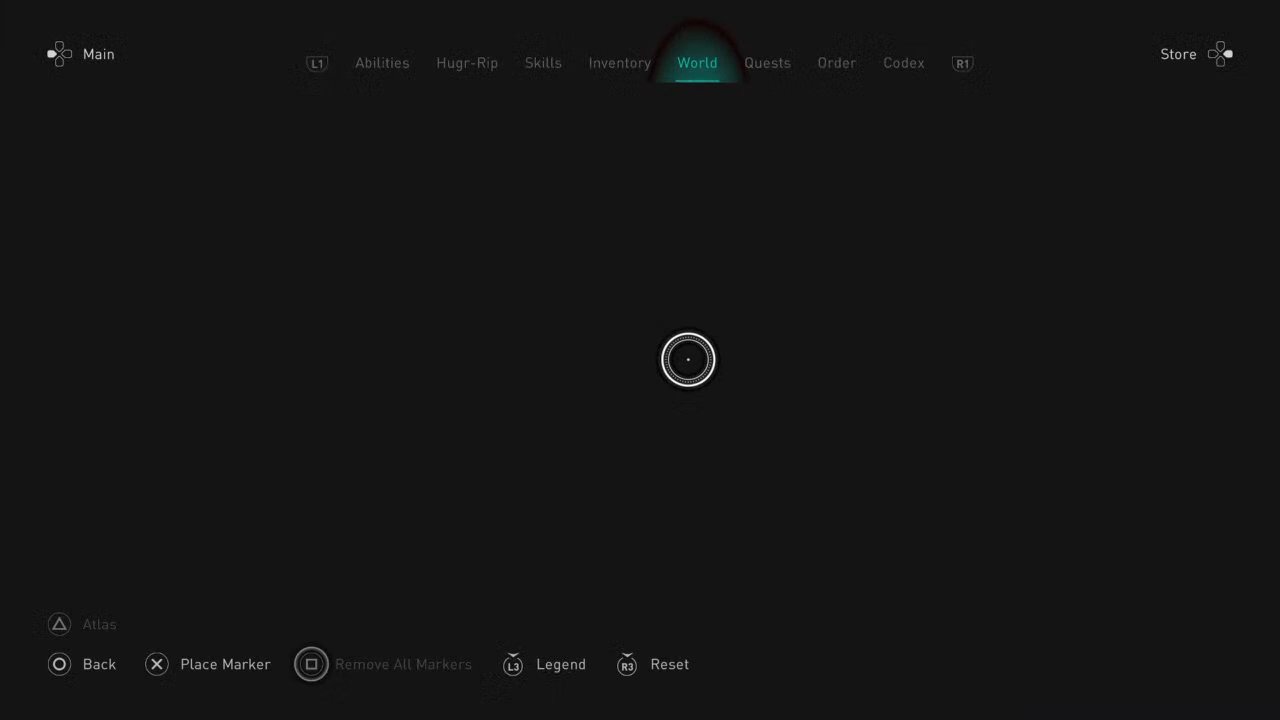 Main
L1 Abilities Hugr-Rip Skills Inventory World Quests Order Codex R1
Store
Atlas
Back Place Marker Remove All Markers L3 Legend R3 Reset